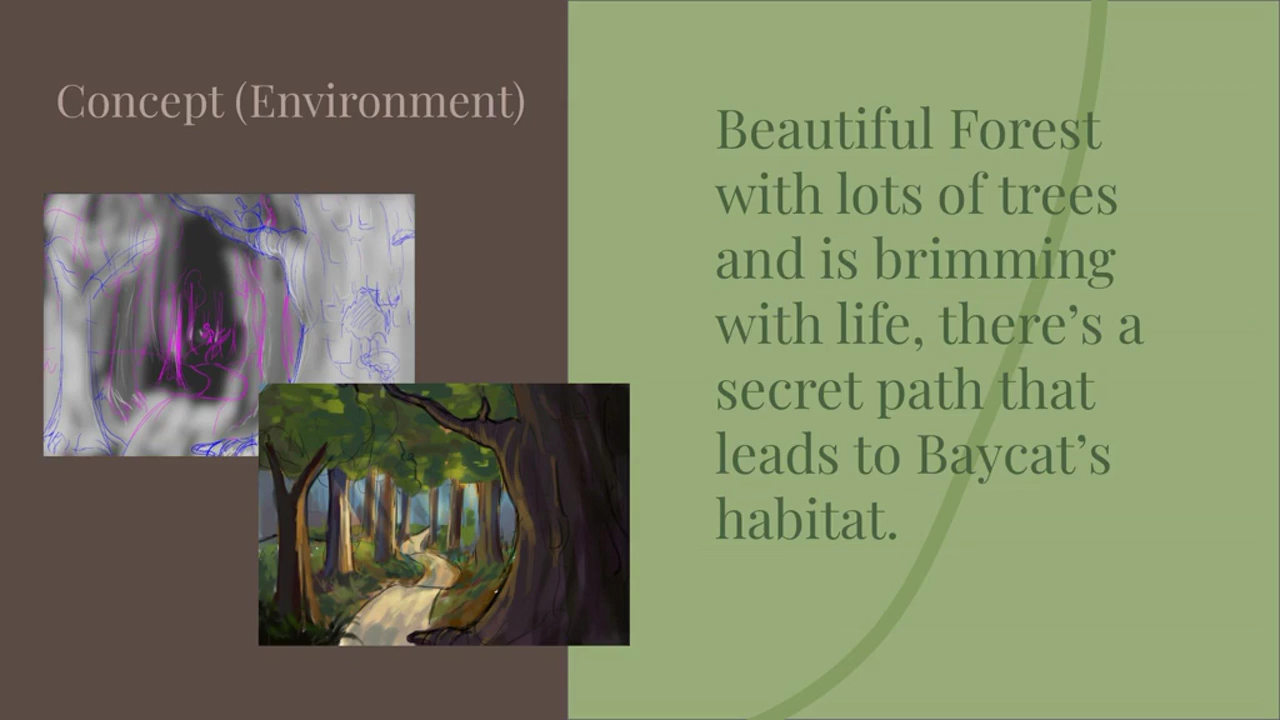 Concept (Environment)
Beautiful Forest
with lots of trees
and is brimming
with life, there’s a
secret path that
leads to Baycat’s
habitat.